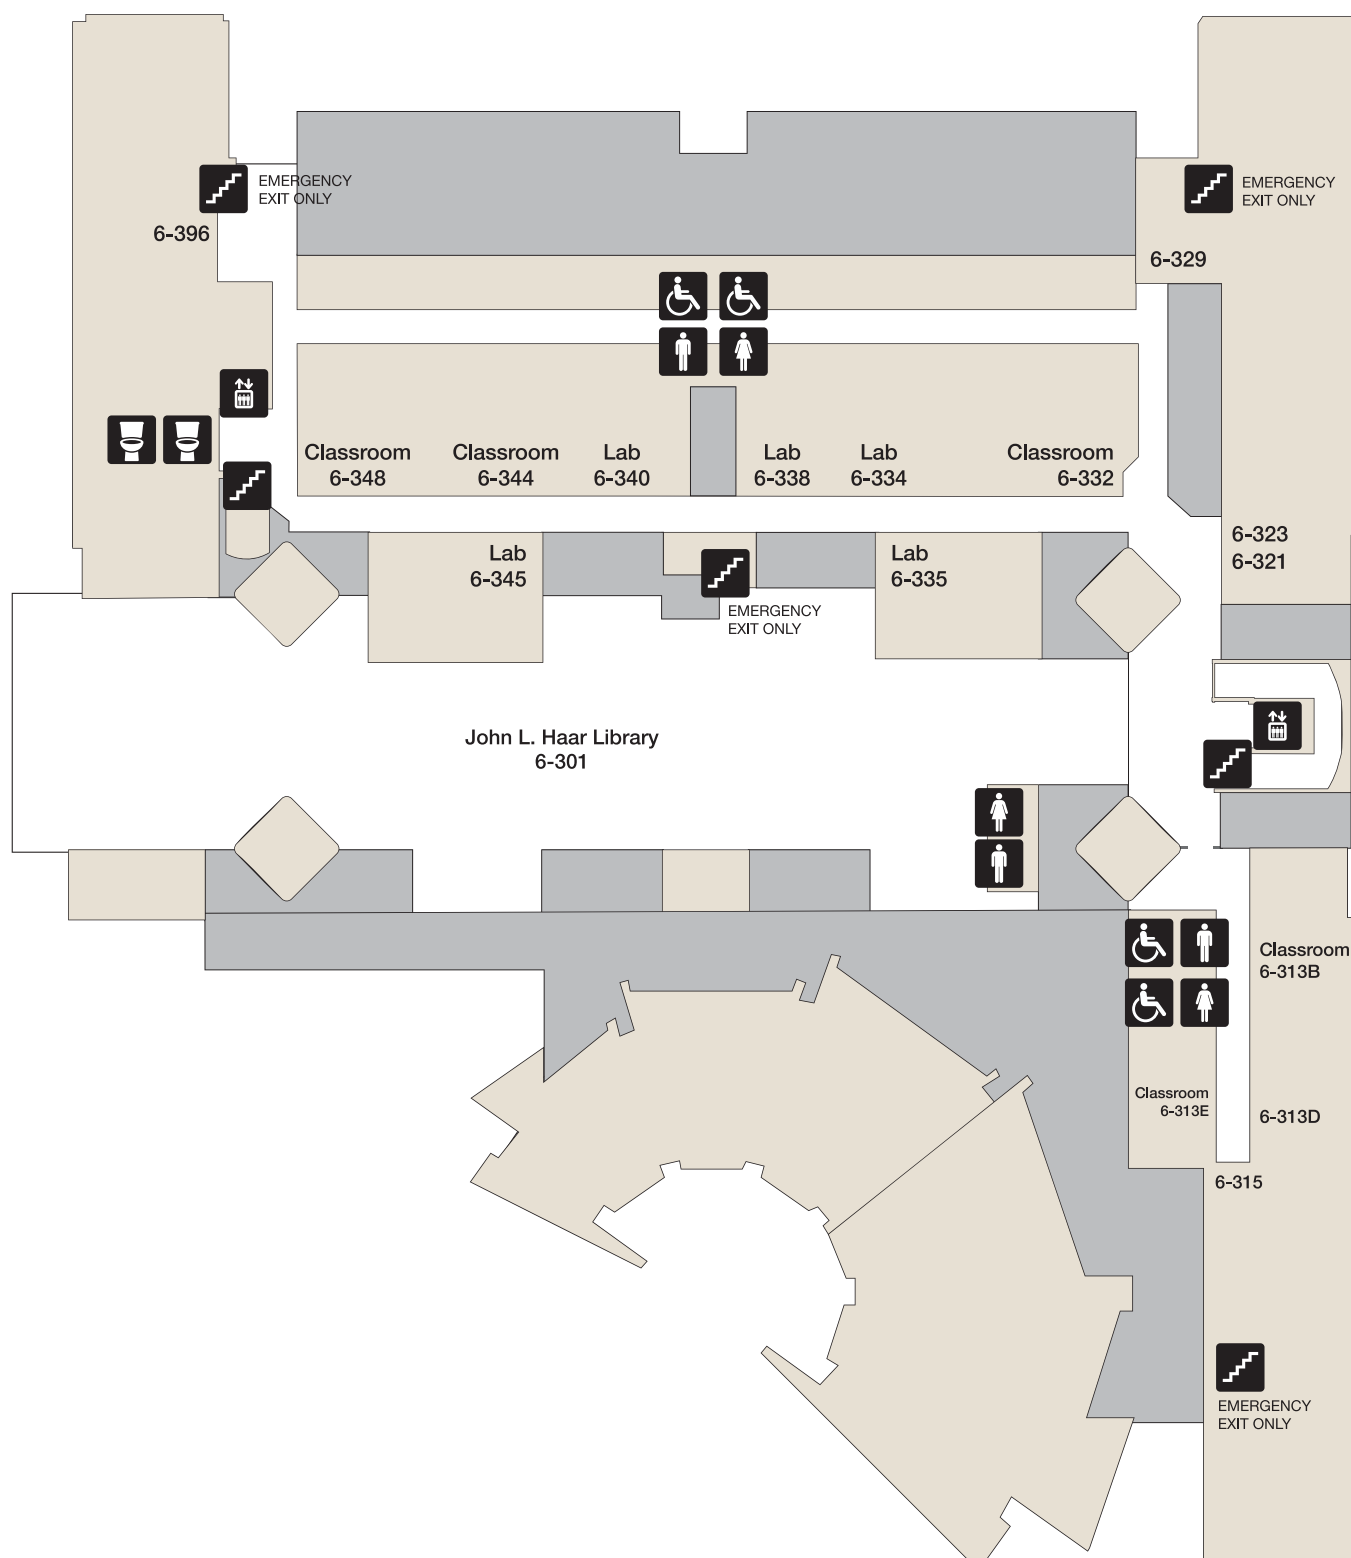 EMERGENCY
EXIT ONLY
EMERGENCY
EXIT ONLY
6-396
6-329
Classroom
6-348
Classroom
6-344
Lab
6-340
Lab
6-338
Lab
6-334
Classroom
6-332
6-323
6-321
Lab
6-345
Lab
6-335
EMERGENCY
EXIT ONLY
John L. Haar Library
6-301
Classroom
6-313B
Classroom
6-313E
6-313D
6-315
EMERGENCY
EXIT ONLY